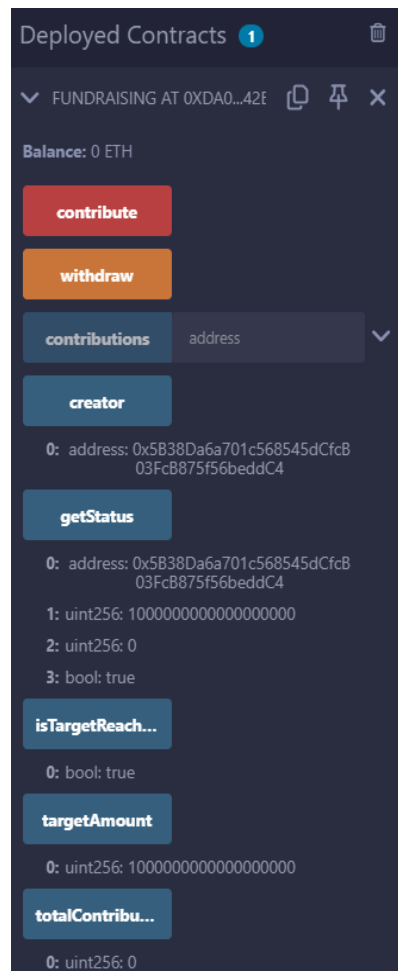 Deployed Contracts 1
FUNDRAISING AT 0XDA0...42E
Balance: 0 ETH
contribute
withdraw
contributions address
creator
0: address: 0x5B38Da6a701c568545dCfcB
03FcB875f56beddC4
getStatus
0: address: 0x5B38Da6a701c568545dCfcB
03FcB875f56beddC4
1: uint256: 1000000000000000000
2: uint256: 0
3: bool: true
isTargetReach...
0: bool: true
targetAmount
0: uint256: 1000000000000000000
totalContribu...
0: uint256: 0